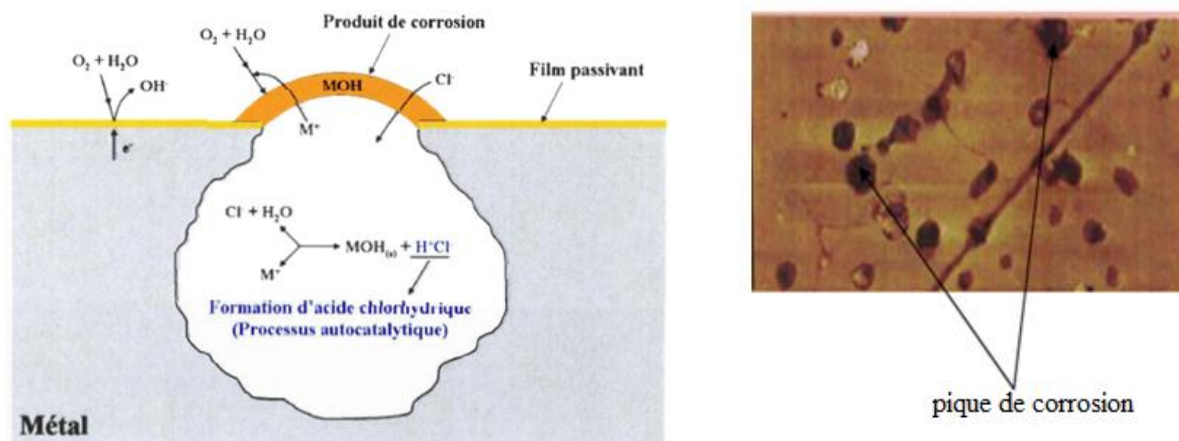 Produit de corrosion
O₂ + H₂O
O₂ + H₂O
OH⁻
MOH
Cl⁻
Film passivant
M⁺
e⁻
Cl⁻ + H₂O
MOH(s) + H⁺Cl⁻
M⁺
Formation d'acide chlorhydrique
(Processus autocatalytique)
Métal
pique de corrosion